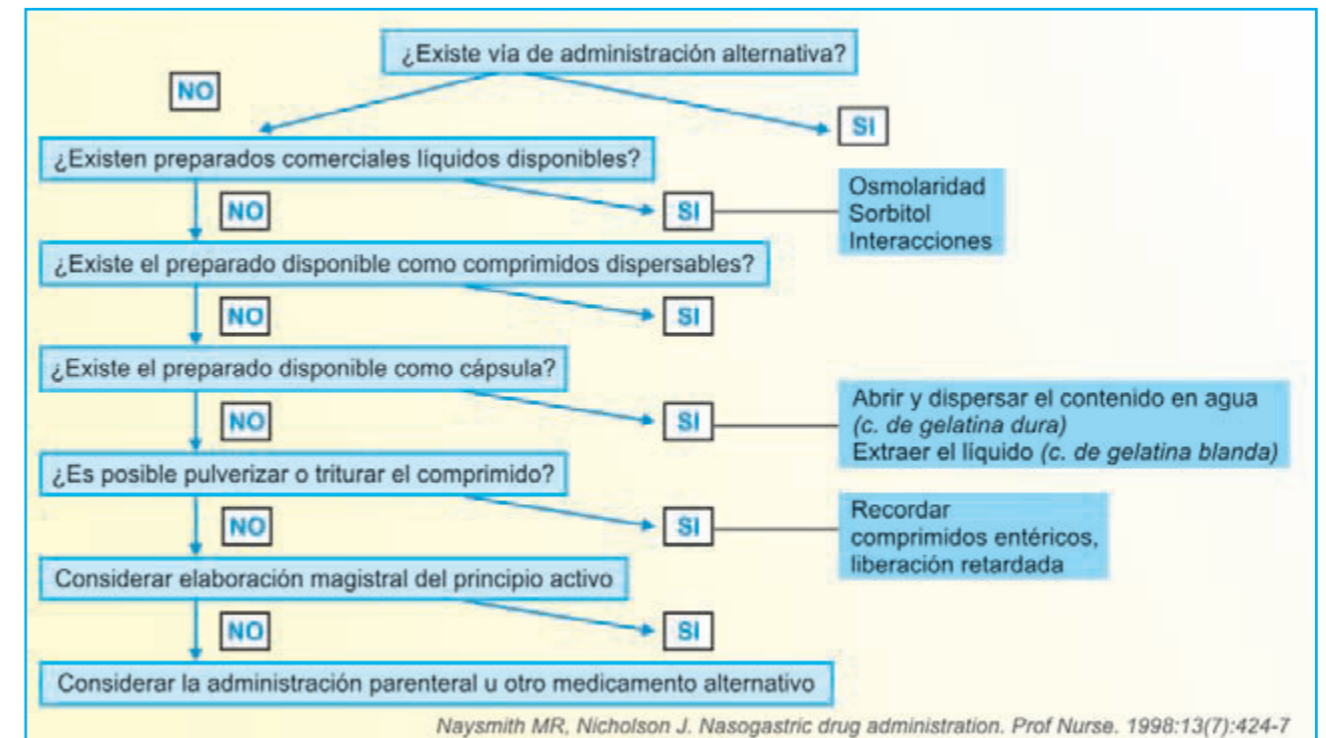 ¿Existe vía de administración alternativa?
NO
SI
¿Existen preparados comerciales líquidos disponibles?
NO
SI
Osmolaridad
Sorbitol
Interacciones
¿Existe el preparado disponible como comprimidos dispersables?
NO
SI
¿Existe el preparado disponible como cápsula?
NO
SI
Abrir y dispersar el contenido en agua
(c. de gelatina dura)
Extraer el líquido (c. de gelatina blanda)
¿Es posible pulverizar o triturar el comprimido?
NO
SI
Recordar
comprimidos entéricos,
liberación retardada
Considerar elaboración magistral del principio activo
NO
SI
Considerar la administración parenteral u otro medicamento alternativo
Naysmith MR, Nicholson J. Nasogastric drug administration. Prof Nurse. 1998:13(7):424-7